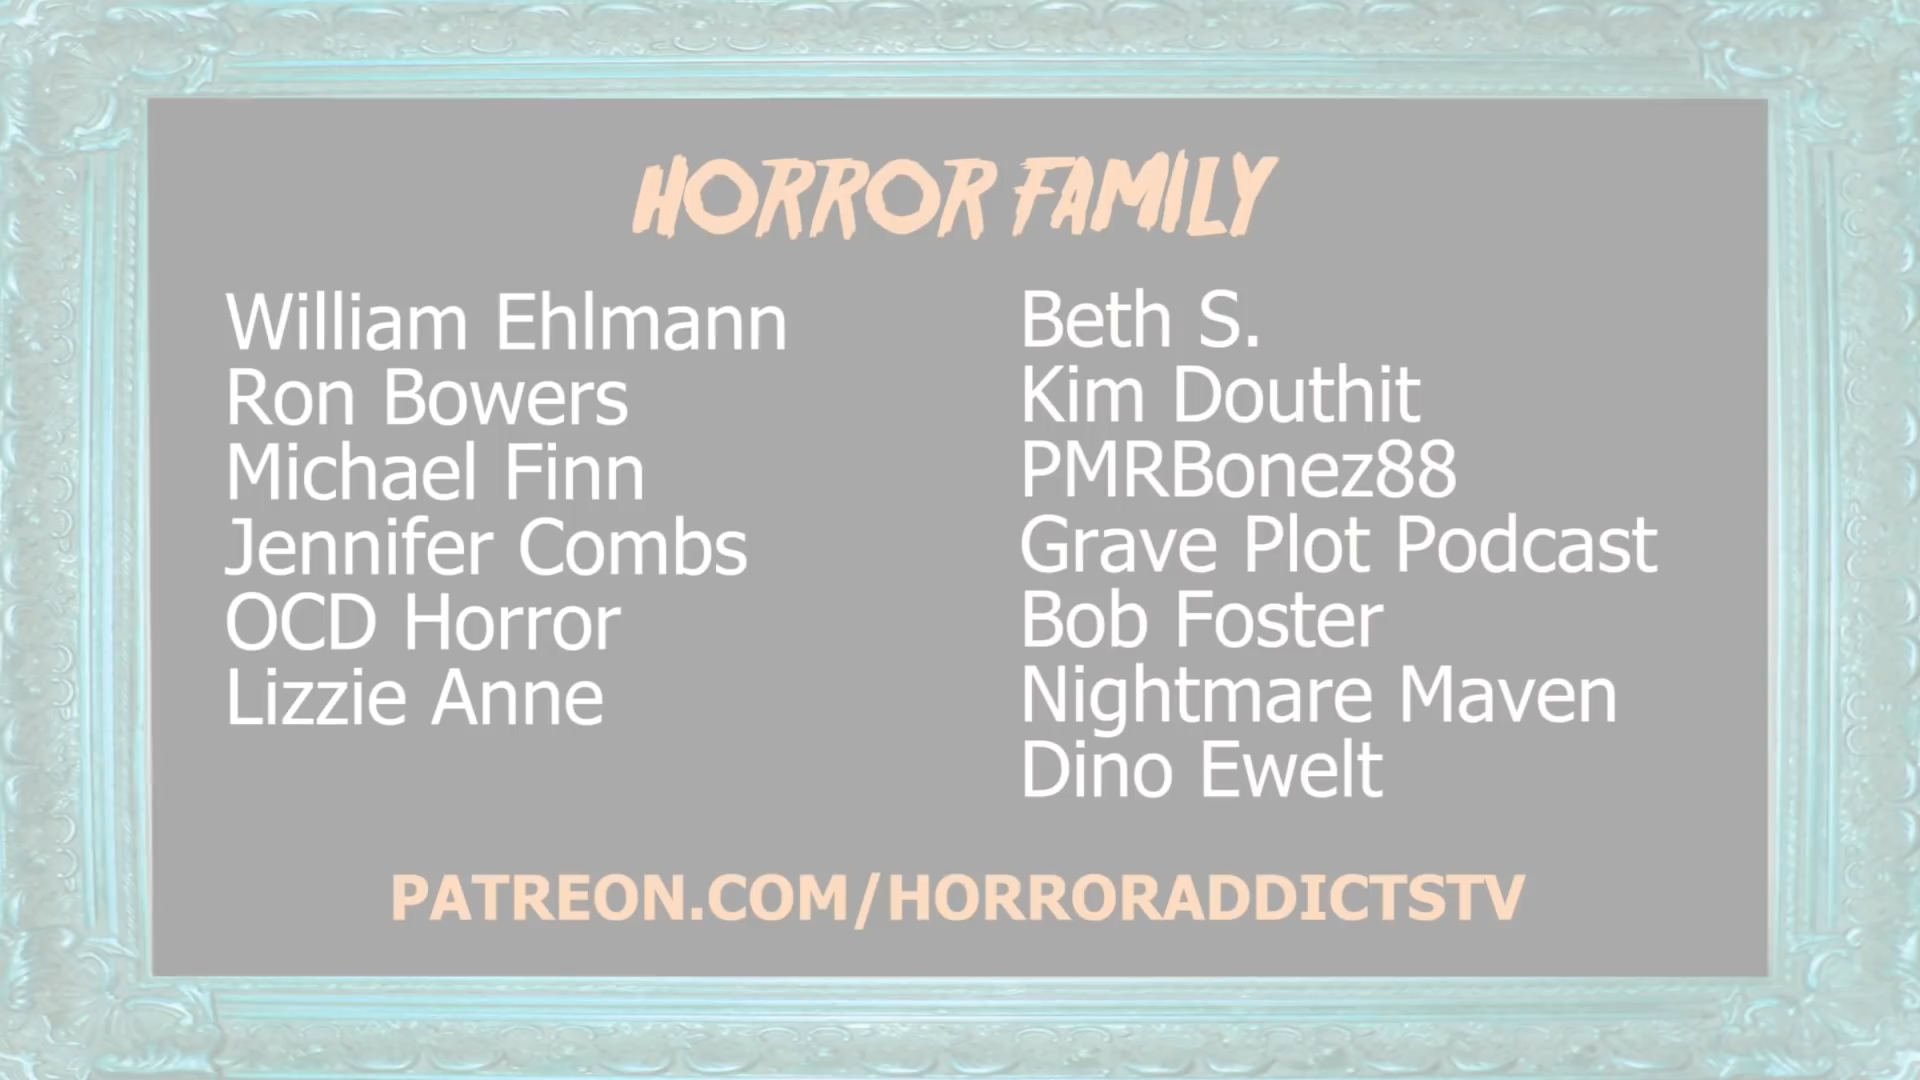 HORROR FAMILY
William Ehlmann
Ron Bowers
Michael Finn
Jennifer Combs
OCD Horror
Lizzie Anne
Beth S.
Kim Douthit
PMRBonez88
Grave Plot Podcast
Bob Foster
Nightmare Maven
Dino Ewelt
PATREON.COM/HORRORADDICTSTV